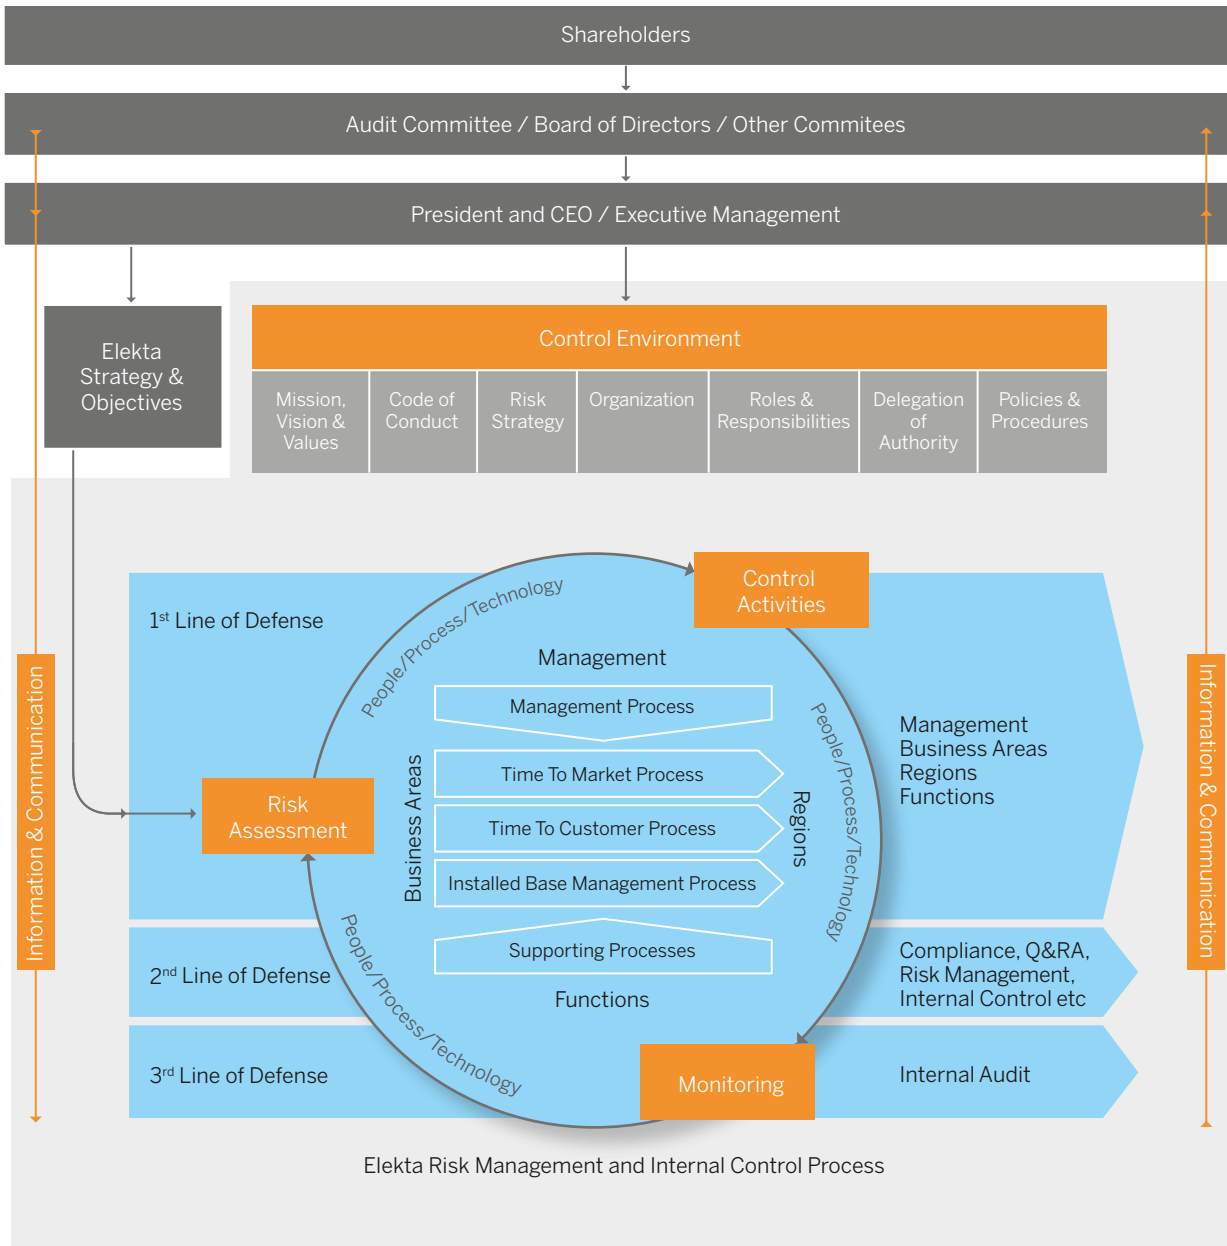 Shareholders
Audit Committee / Board of Directors / Other Commitees
President and CEO / Executive Management
Elekta
Strategy &
Objectives
Control Environment
Mission,
Vision &
Values
Code of
Conduct
Risk
Strategy
Organization
Roles &
Responsibilities
Delegation
of
Authority
Policies &
Procedures
Information & Communication
1st Line of Defense
People/Process/Technology
Control
Activities
Management
Management Process
Time To Market Process
Time To Customer Process
Installed Base Management Process
Supporting Processes
Functions
Business Areas
Regions
People/Process/Technology
Risk
Assessment
People/Process/Technology
Management
Business Areas
Regions
Functions
Information & Communication
2nd Line of Defense
Compliance, Q&RA,
Risk Management,
Internal Control etc
3rd Line of Defense
Monitoring
Internal Audit
Elekta Risk Management and Internal Control Process